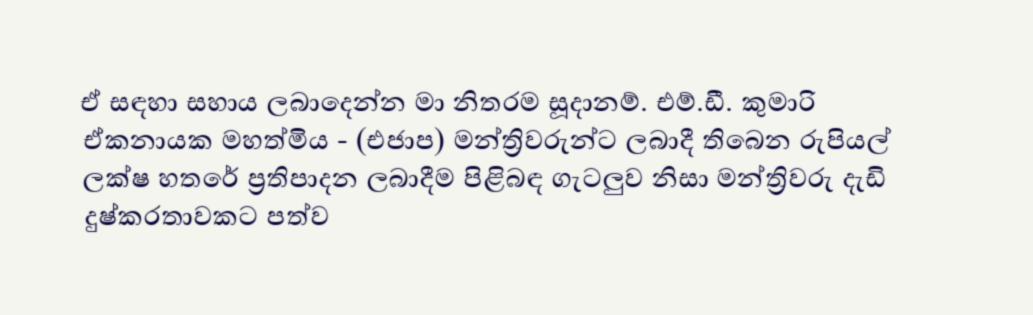 ඒ සඳහා සහාය ලබාදෙන්න මා නිතරම සූදානම්. එම්.ඩී. කුමාරි
ඒකනායක මහත්මිය - (එජාප) මන්ත්‍රිවරුන්ට ලබාදී තිබෙන රුපියල්
ලක්ෂ හතරේ ප්‍රතිපාදන ලබාදීම පිළිබඳ ගැටලුව නිසා මන්ත්‍රිවරු දැඩි
දුෂ්කරතාවකට පත්ව